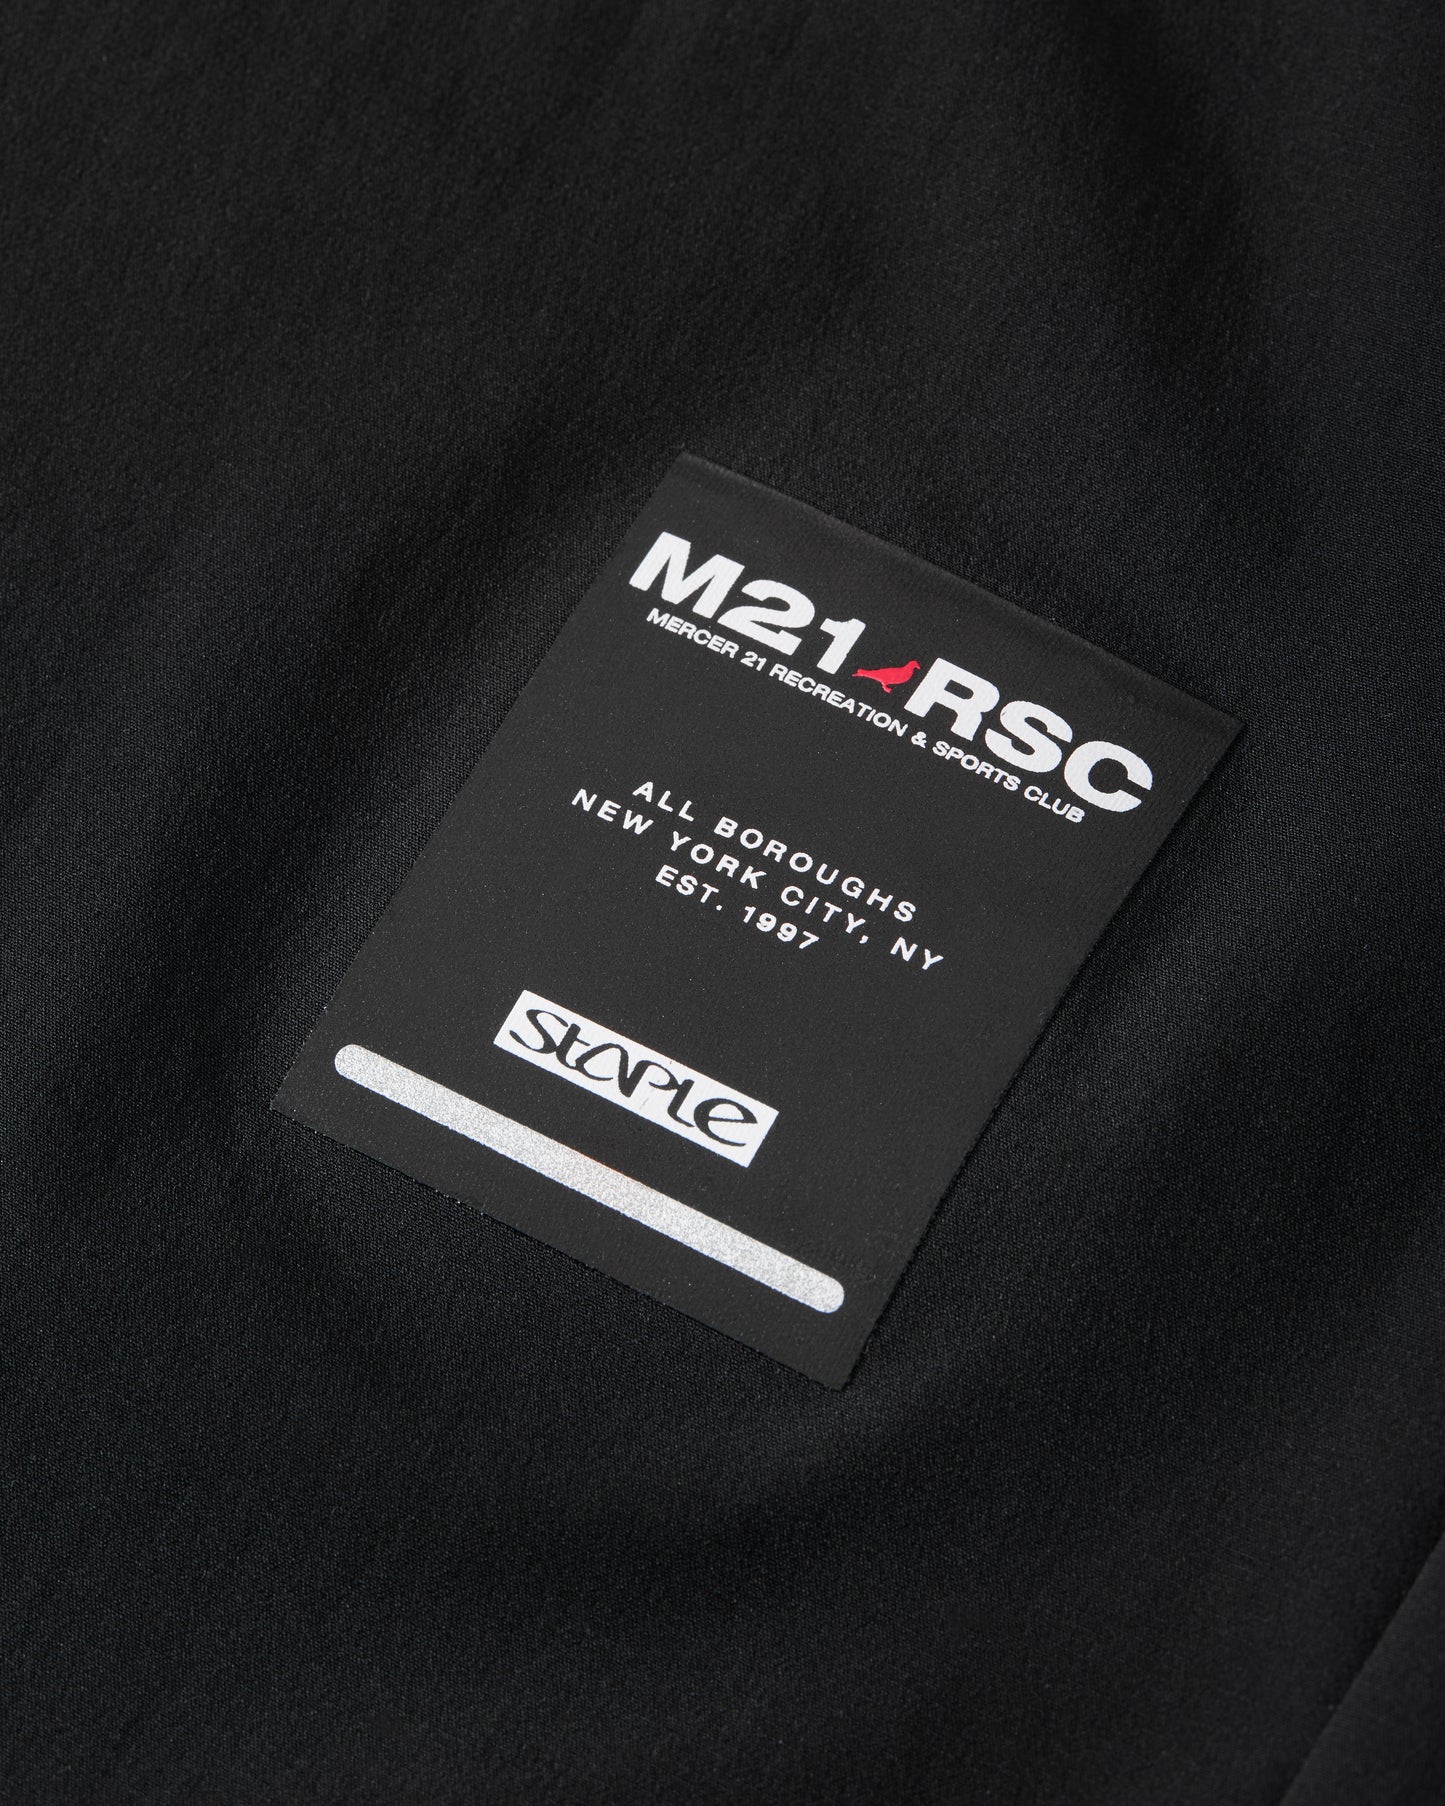 M21 RSC
MERCER 21 RECREATION & SPORTS CLUB
ALL BOROUGHS
NEW YORK CITY, NY
EST. 1997
STAPLE